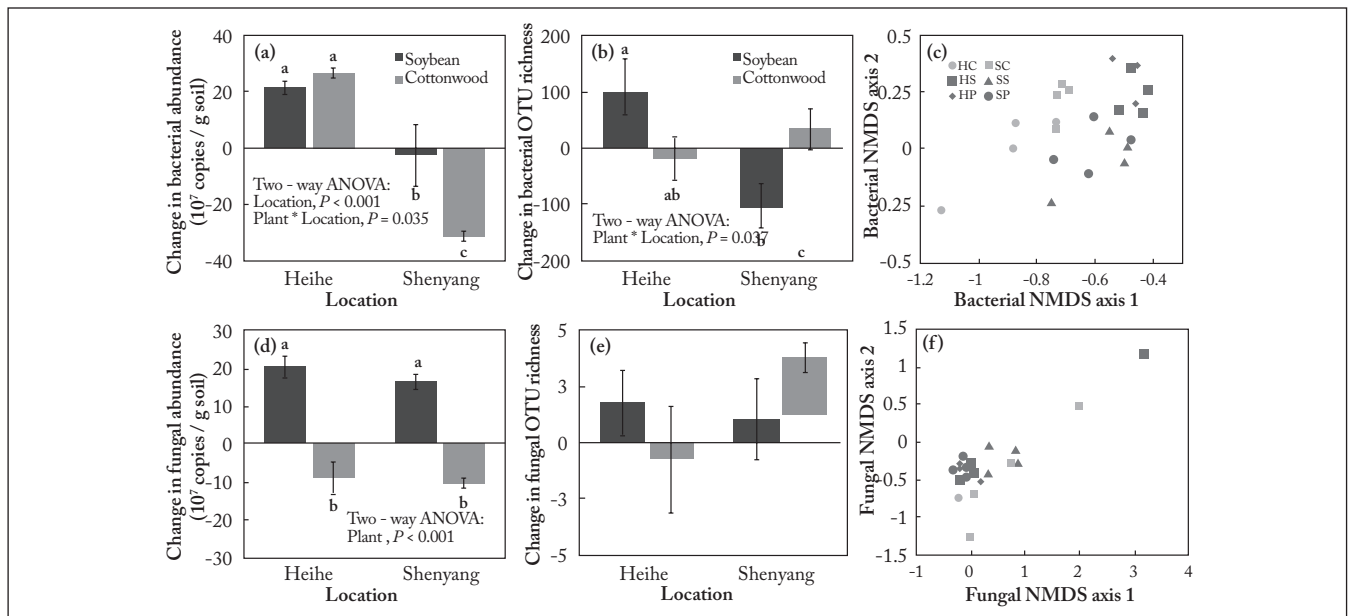 Change in bacterial abundance
(10⁷ copies / g soil)
40
20
0
-20
-40
(a)
a
a
b
c
Soybean
Cottonwood
Two - way ANOVA:
Location, P < 0.001
Plant * Location, P = 0.035
Heihe
Shenyang
Location
Change in bacterial OTU richness
200
100
0
-100
-200
(b)
a
ab
b
c
Soybean
Cottonwood
Two - way ANOVA:
Plant * Location, P = 0.037
Heihe
Shenyang
Location
Bacterial NMDS axis 2
0.5
0.25
0
-0.25
-0.5
(c)
HC SC
HS SS
HP SP
-1.2 -1 -0.8 -0.6 -0.4
Bacterial NMDS axis 1
Change in fungal abundance
(10⁷ copies / g soil)
30
20
10
0
-10
-20
-30
(d)
a
a
b
b
Two - way ANOVA:
Plant , P < 0.001
Heihe
Shenyang
Location
Change in fungal OTU richness
5
3
0
-3
-5
(e)
Heihe
Shenyang
Location
Fungal NMDS axis 2
1.5
1
0.5
0
-0.5
-1
-1.5
(f)
-1 0 1 2 3 4
Fungal NMDS axis 1